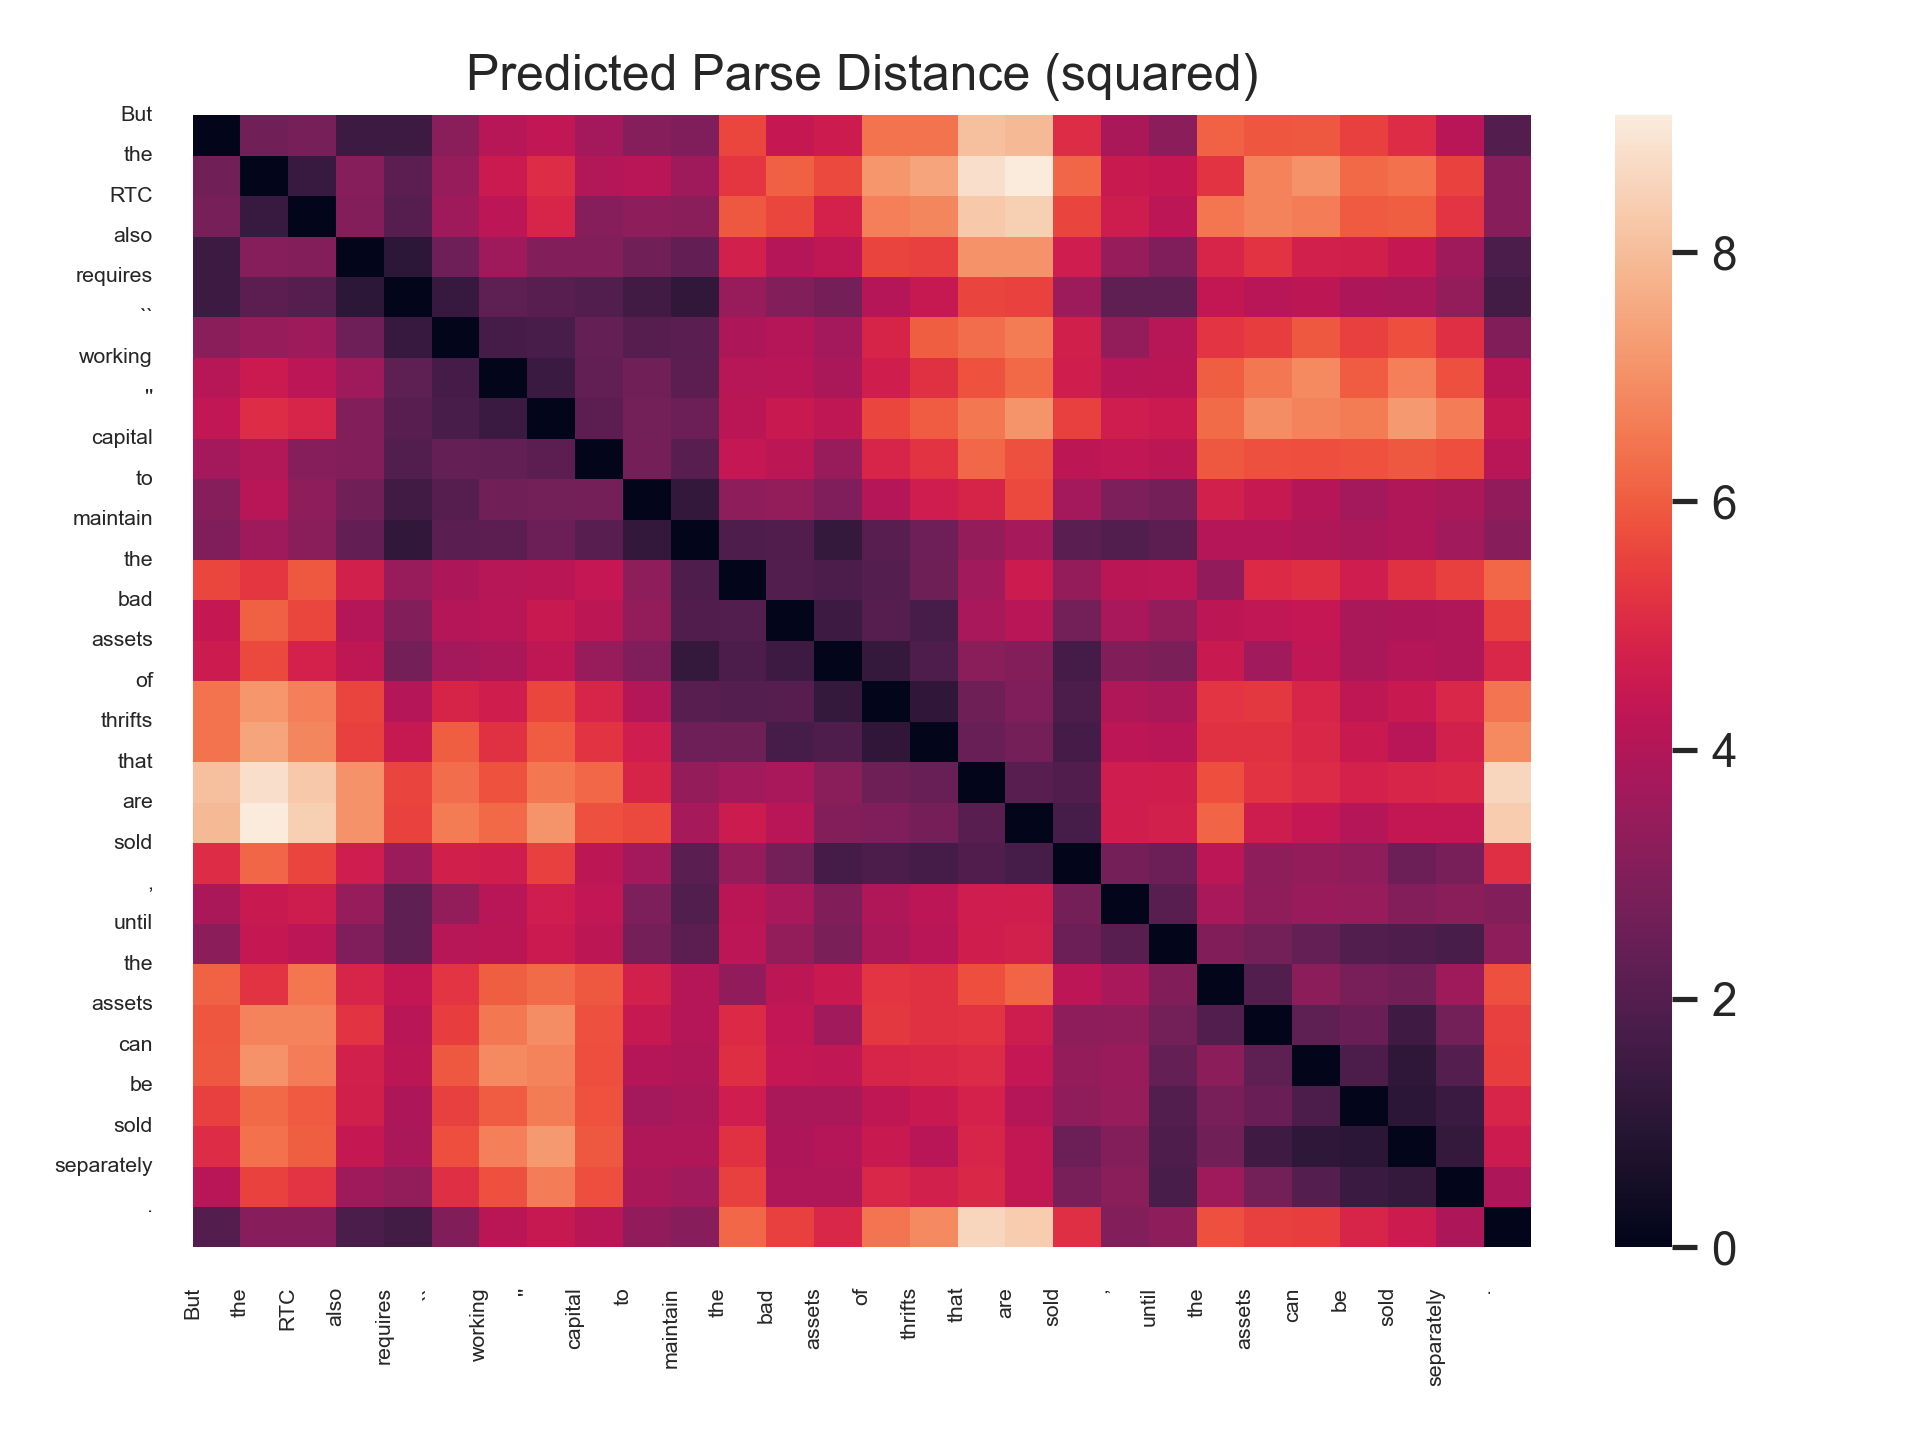 Predicted Parse Distance (squared)
But
the
RTC
also
requires
``
working
''
capital
to
maintain
the
bad
assets
of
thrifts
that
are
sold
,
until
the
assets
can
be
sold
separately
.
8
6
4
2
0
But the RTC also requires `` working '' capital to maintain the bad assets of thrifts that are sold , until the assets can be sold separately .